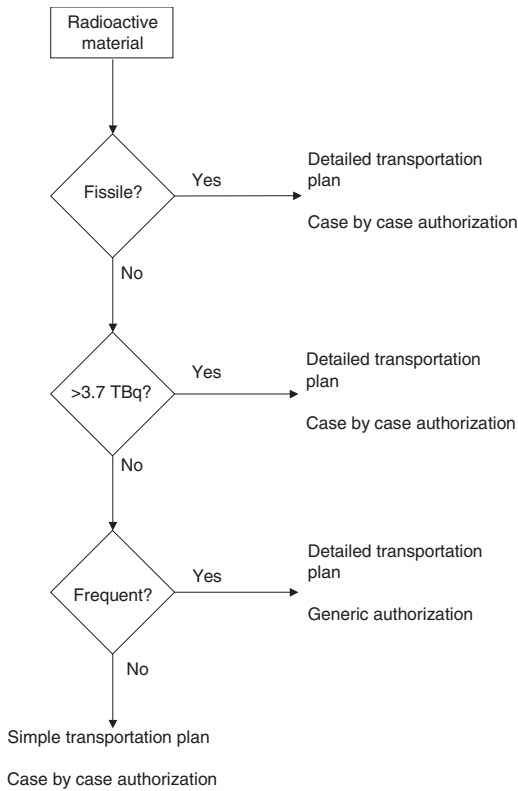 Radioactive
material
Fissile?
Yes
Detailed transportation
plan
Case by case authorization
No
>3.7 TBq?
Yes
Detailed transportation
plan
Case by case authorization
No
Frequent?
Yes
Detailed transportation
plan
Generic authorization
No
Simple transportation plan
Case by case authorization